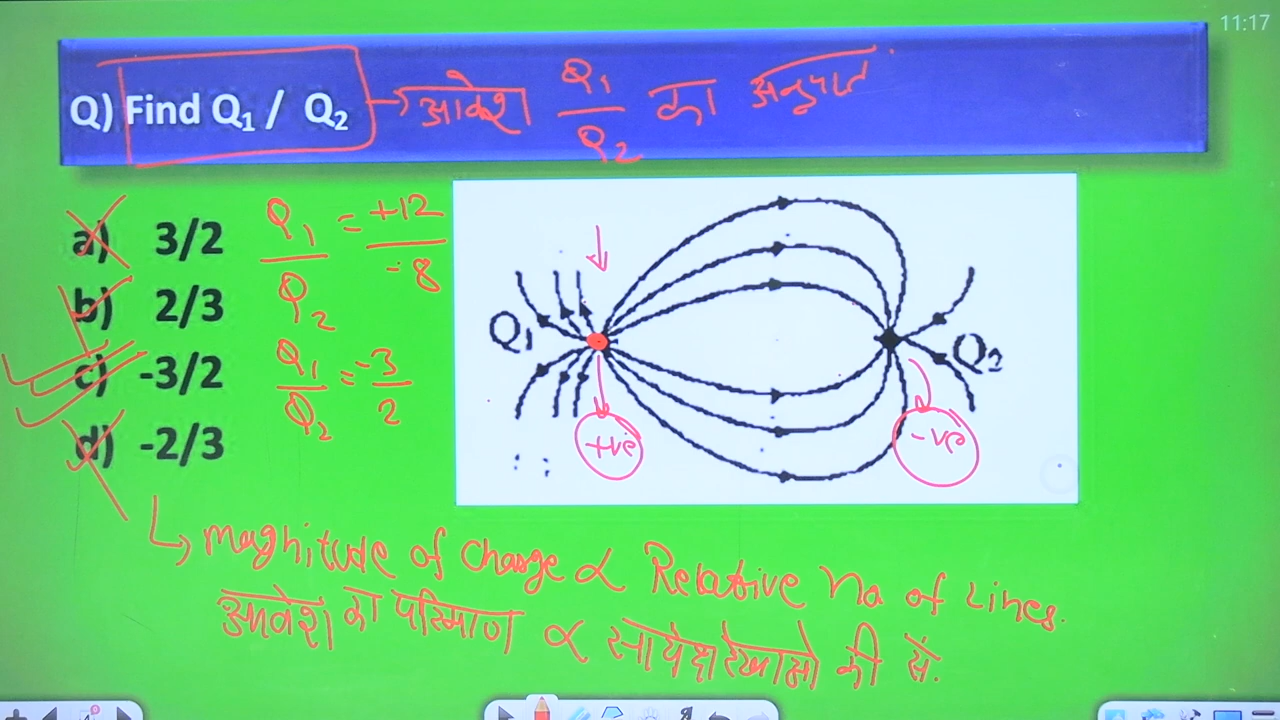 11:17
Q) Find Q₁ / Q₂ → आवेश Q₁/Q₂ का अनुपात
a) 3/2
b) 2/3
c) -3/2
d) -2/3
Q₁/Q₂ = +12/-8
Q₁/Q₂ = -3/2
Q₁
Q₂
+ve
-ve
↳ magnitude of charge ∝ Relative No of Lines.
आवेश का परिमाण ∝ सापेक्ष रेखाओ की सं.